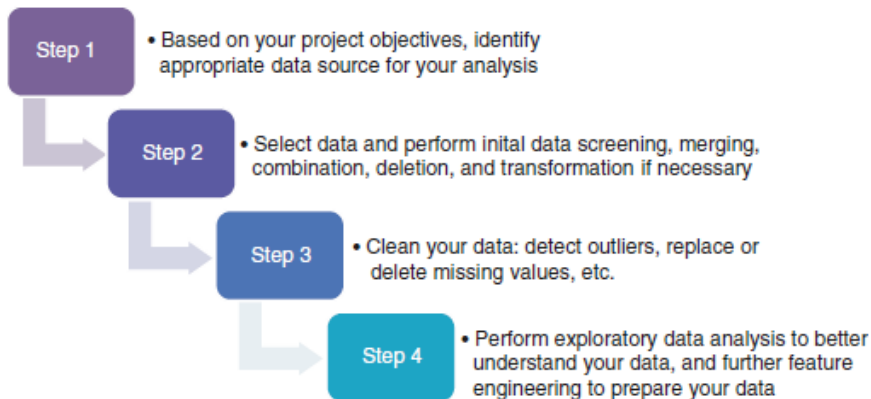 Step 1
• Based on your project objectives, identify
appropriate data source for your analysis
Step 2
• Select data and perform inital data screening, merging,
combination, deletion, and transformation if necessary
Step 3
• Clean your data: detect outliers, replace or
delete missing values, etc.
Step 4
• Perform exploratory data analysis to better
understand your data, and further feature
engineering to prepare your data